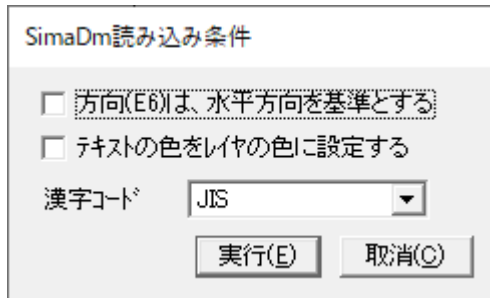 SimaDm読み込み条件
方向(E6)は、水平方向を基準とする
ﾃｷｽﾄの色をﾚｲﾔの色に設定する
漢字ｺｰﾄﾞ JIS
実行(E) 取消(C)